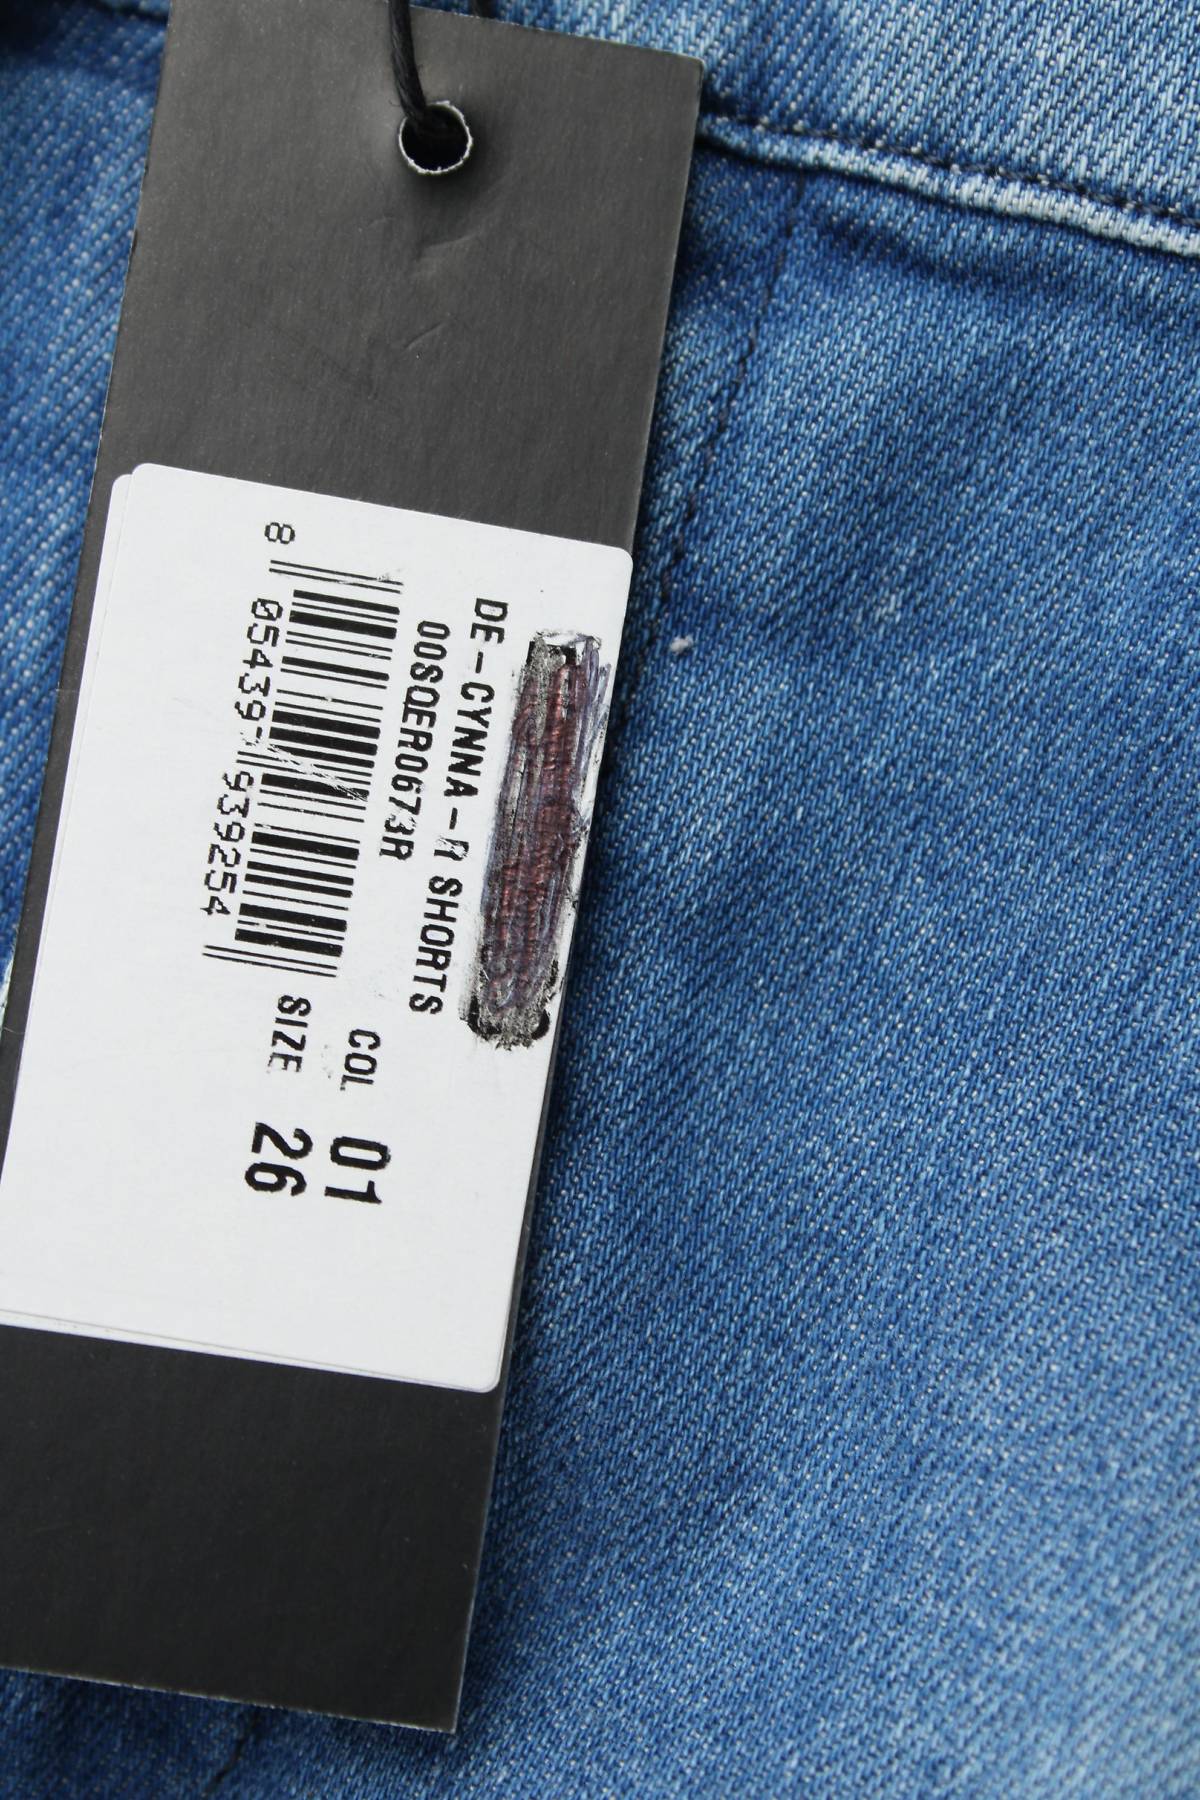 DE-CYNNA-R SHORTS
00SQER0673R
8 054397 939254
COL 01
SIZE 26